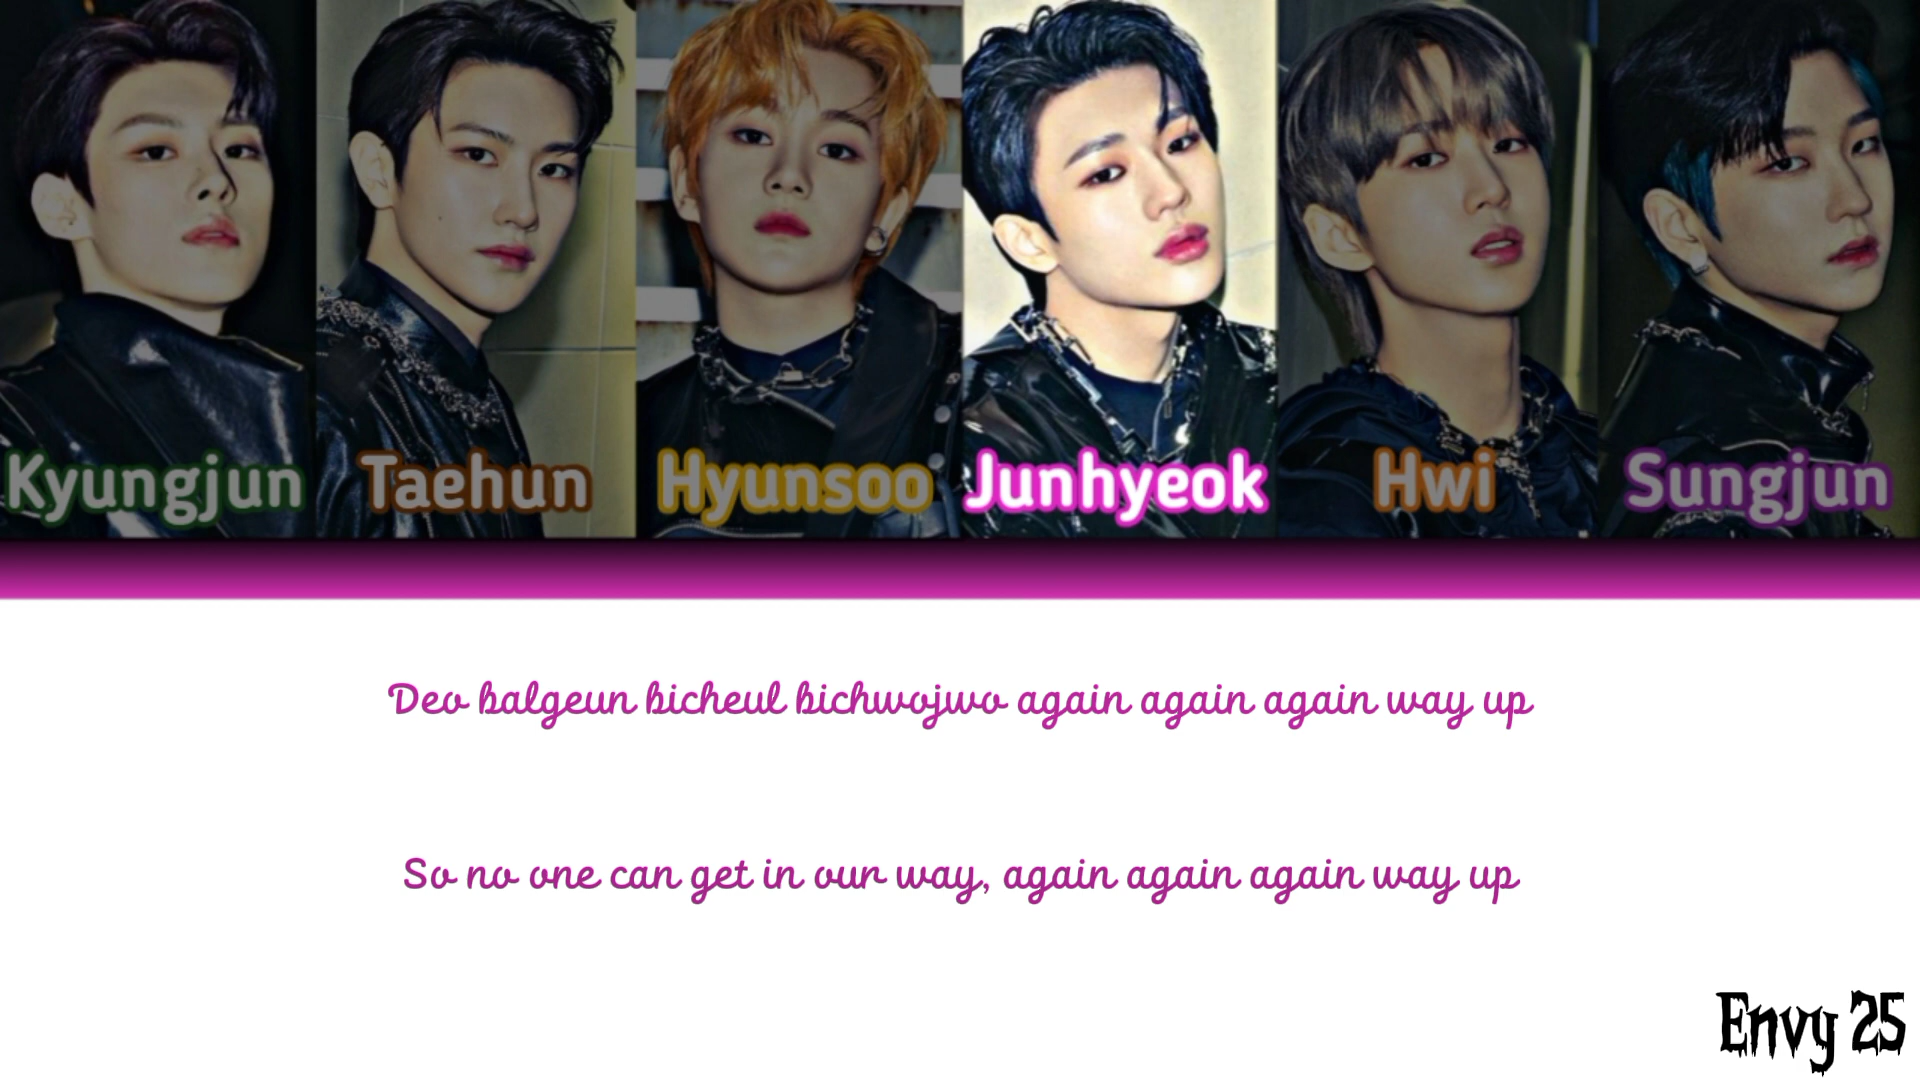 Kyungjun Taehun Hyunsoo Junhyeok Hwi Sungjun
Deo balgeun bicheul bichwojwo again again again way up
So no one can get in our way, again again again way up
Envy 25